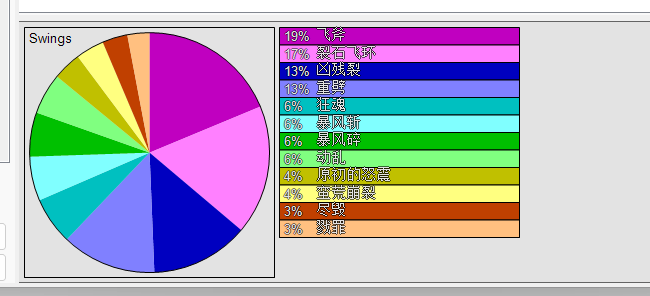 Swings
19% 飞斧
17% 裂石飞环
13% 凶残裂
13% 重劈
6% 狂魂
6% 暴风斩
6% 暴风碎
6% 动乱
4% 原初的怒震
4% 蛮荒崩裂
3% 尽毁
3% 戮罪